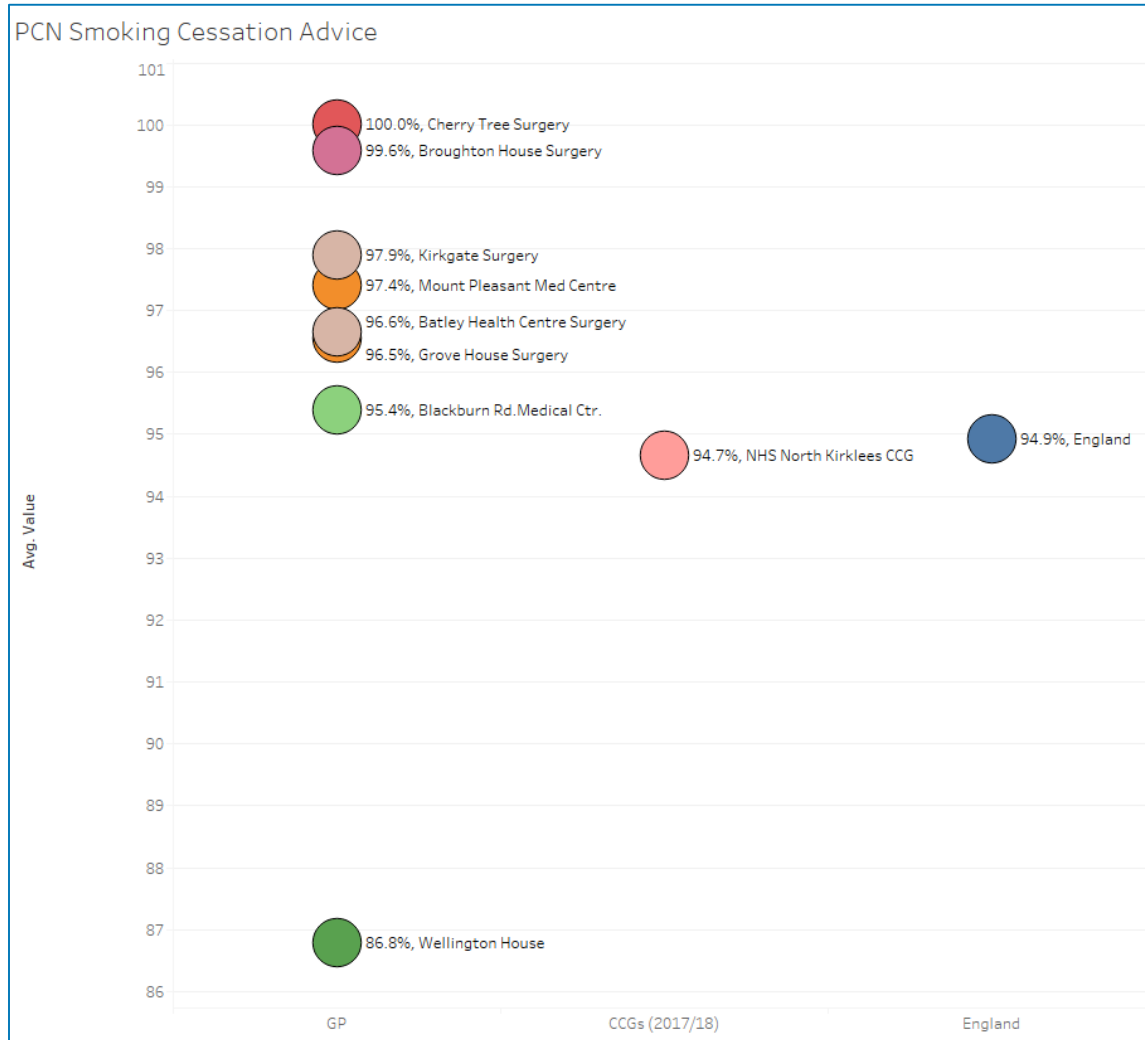 PCN Smoking Cessation Advice
101
100
99
98
97
96
95
94
93
92
91
90
89
88
87
86
Avg. Value
100.0%, Cherry Tree Surgery
99.6%, Broughton House Surgery
97.9%, Kirkgate Surgery
97.4%, Mount Pleasant Med Centre
96.6%, Batley Health Centre Surgery
96.5%, Grove House Surgery
95.4%, Blackburn Rd.Medical Ctr.
94.7%, NHS North Kirklees CCG
94.9%, England
86.8%, Wellington House
GP
CCGs (2017/18)
England